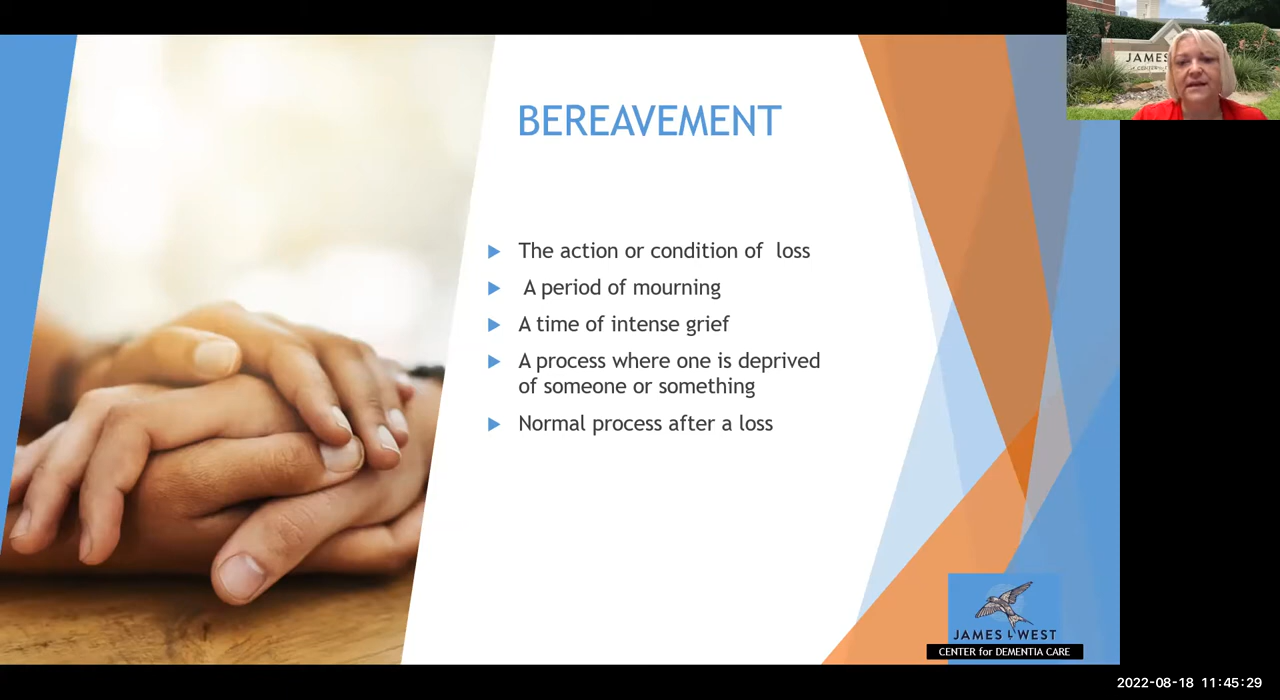 JAMES
CENTER
BEREAVEMENT
The action or condition of loss
A period of mourning
A time of intense grief
A process where one is deprived
of someone or something
Normal process after a loss
JAMES L WEST
CENTER for DEMENTIA CARE
2022-08-18 11:45:29